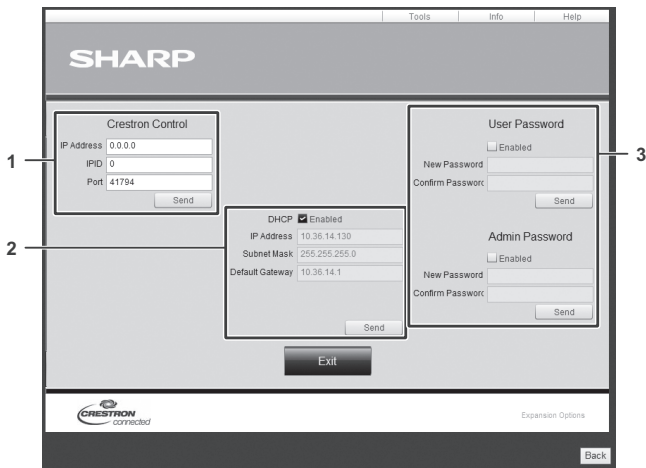 Tools Info Help
SHARP
1
Crestron Control
IP Address 0.0.0.0
IPID 0
Port 41794
Send
2
DHCP Enabled
IP Address 10.36.14.130
Subnet Mask 255.255.255.0
Default Gateway 10.36.14.1
Send
3
User Password
Enabled
New Password
Confirm Passworc
Send
Admin Password
Enabled
New Password
Confirm Passworc
Send
Exit
CRESTRON
connected
Expansion Options
Back